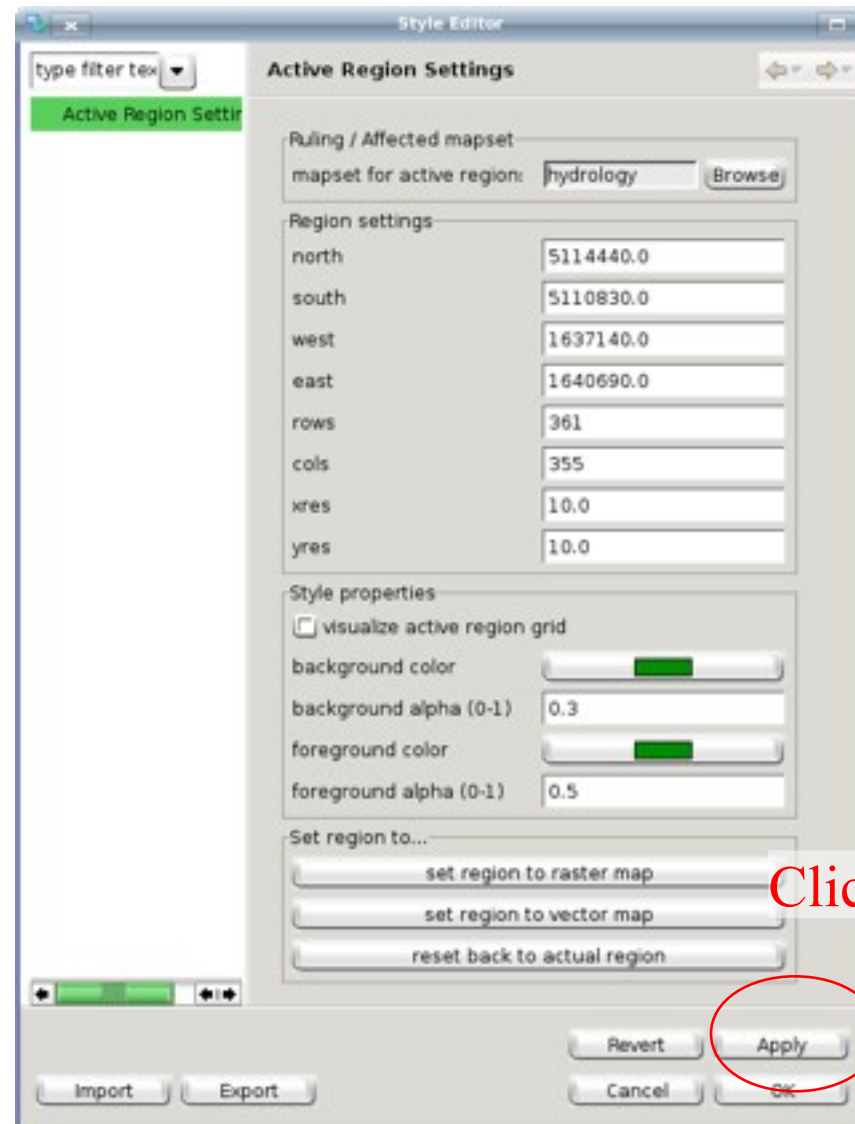 Style Editor
type filter tex
Active Region Settings
Active Region Settin
Ruling / Affected mapset
mapset for active region: hydrology Browse
Region settings
north 5114440.0
south 5110830.0
west 1637140.0
east 1640690.0
rows 361
cols 355
xres 10.0
yres 10.0
Style properties
visualize active region grid
background color
background alpha (0-1) 0.3
foreground color
foreground alpha (0-1) 0.5
Set region to...
set region to raster map
Clic
set region to vector map
reset back to actual region
Revert Apply
Import Export Cancel OK